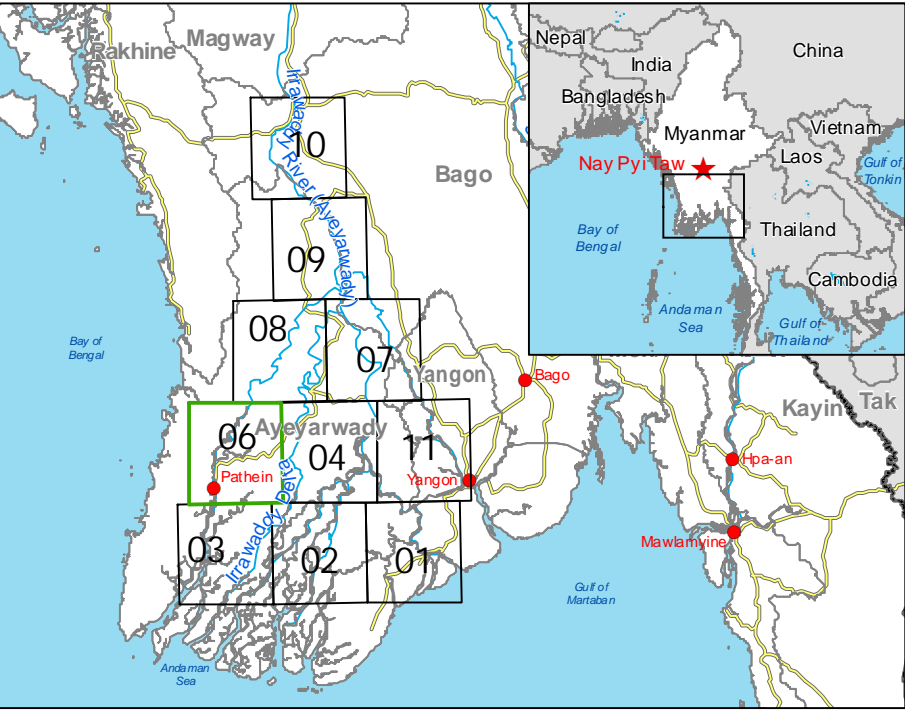 Rakhine
Magway
Irrawaddy River (Ayeyarwady)
10
Bago
09
08
07
Yangon
Bay of
Bengal
Bago
06
Ayeyarwady
04
11
Pathein
Yangon
Irrawaddy Delta
03
02
01
Kayin
Tak
Hpa-an
Mawlamyine
Gulf of
Martaban
Andaman
Sea
Nepal
India
China
Bangladesh
Myanmar
Vietnam
Laos
Nay Pyi Taw
Gulf of
Tonkin
Bay of
Bengal
Thailand
Cambodia
Andaman
Sea
Gulf of
Thailand